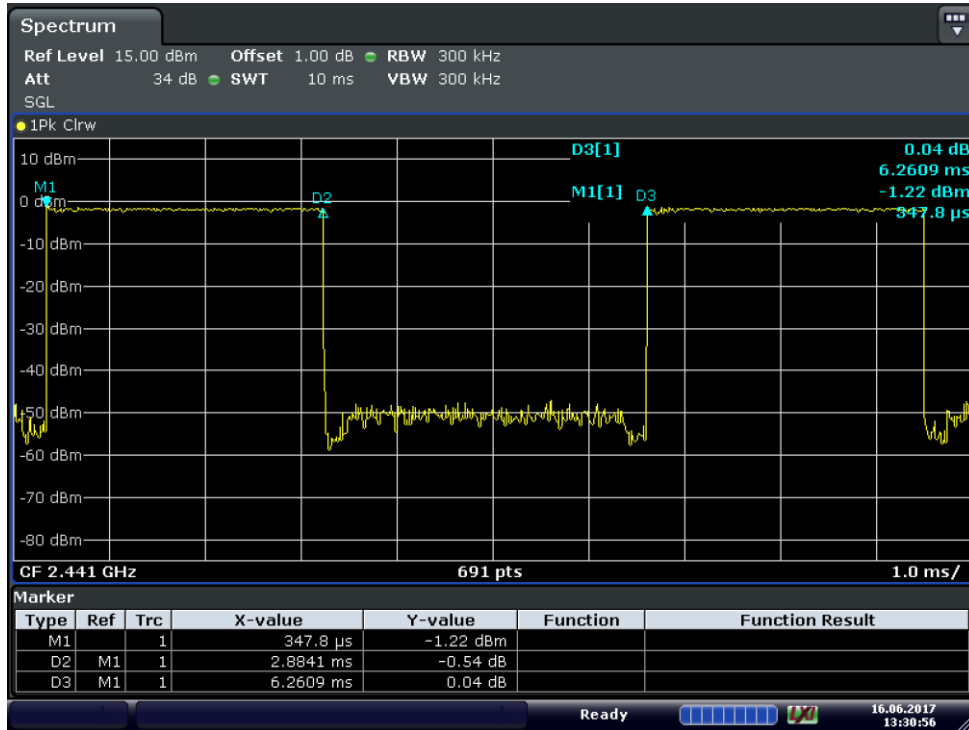 Spectrum
Ref Level 15.00 dBm Offset 1.00 dB RBW 300 kHz
Att 34 dB SWT 10 ms VBW 300 kHz
SGL
1Pk Clrw
D3[1] 0.04 dB
6.2609 ms
M1[1] -1.22 dBm
347.8 µs
10 dBm
M1
D2
D3
0 dBm
-10 dBm
-20 dBm
-30 dBm
-40 dBm
-50 dBm
-60 dBm
-70 dBm
-80 dBm
CF 2.441 GHz 691 pts 1.0 ms/
Marker
Type Ref Trc X-value Y-value Function Function Result
M1 1 347.8 µs -1.22 dBm
D2 M1 1 2.8841 ms -0.54 dB
D3 M1 1 6.2609 ms 0.04 dB
Ready LXI 16.06.2017
13:30:56